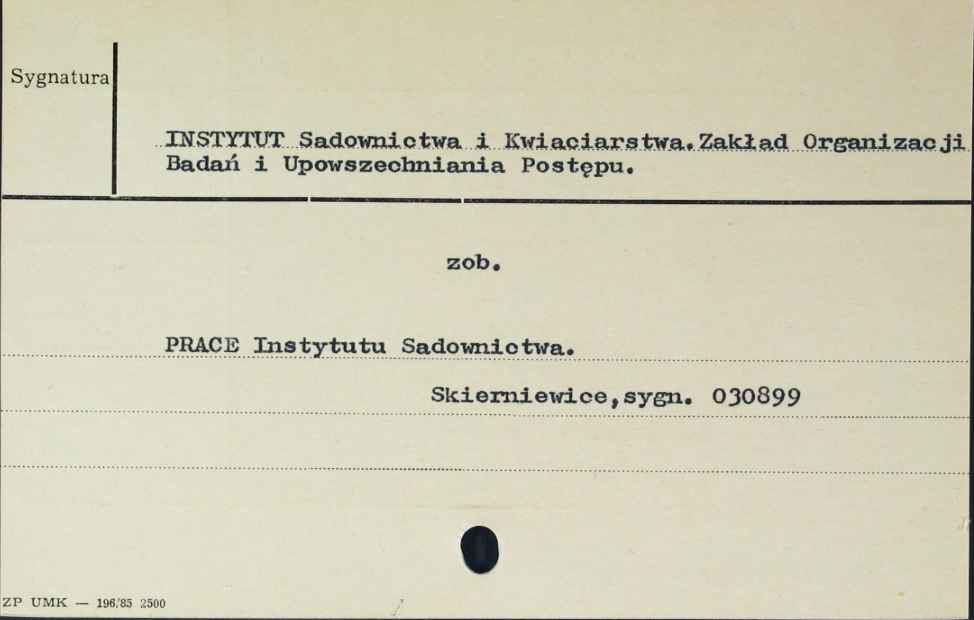 Sygnatura
INSTYTUT Sadownictwa i Kwiaciarstwa.Zakład Organizacji
Badań i Upowszechniania Postępu.
zob.
PRACE Instytutu Sadownictwa.
Skierniewice,sygn. 030899
ZP UMK — 196/85 2500